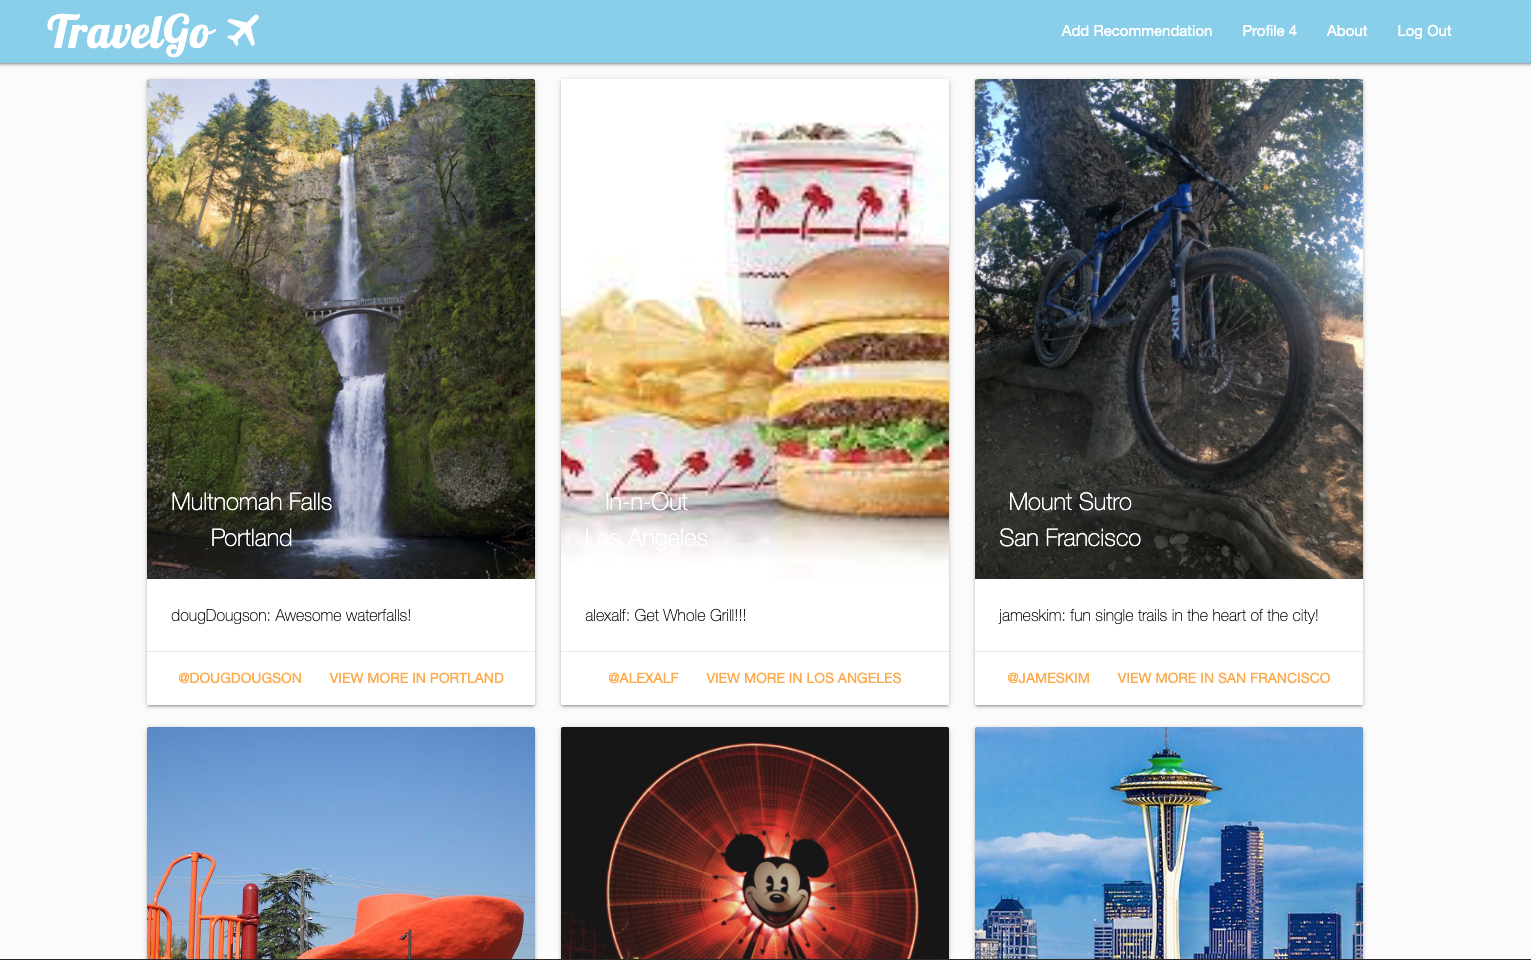 TravelGo
Add Recommendation Profile 4 About Log Out
Multnomah Falls
Portland
dougDougson: Awesome waterfalls!
@DOUGDOUGSON VIEW MORE IN PORTLAND
In-n-Out
Los Angeles
alexalf: Get Whole Grill!!!
@ALEXALF VIEW MORE IN LOS ANGELES
Mount Sutro
San Francisco
jameskim: fun single trails in the heart of the city!
@JAMESKIM VIEW MORE IN SAN FRANCISCO